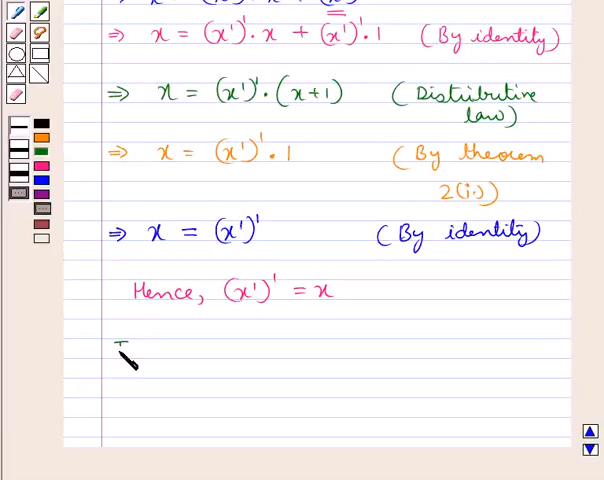 ⇒ x = (x')'·x + (x')'·1 (By identity)
⇒ x = (x')'·(x+1) (Distributive law)
⇒ x = (x')'·1 (By theorem 2(i))
⇒ x = (x')' (By identity)
Hence, (x')' = x